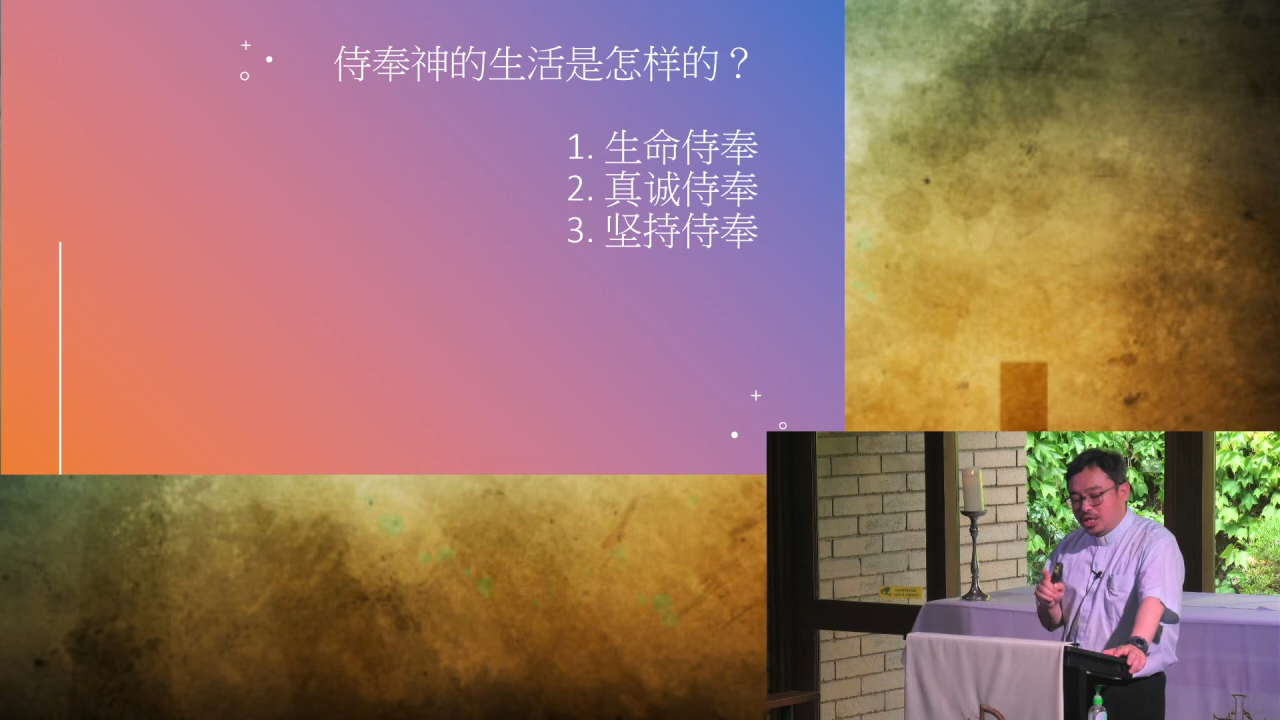 侍奉神的生活是怎样的？
1. 生命侍奉
2. 真诚侍奉
3. 坚持侍奉